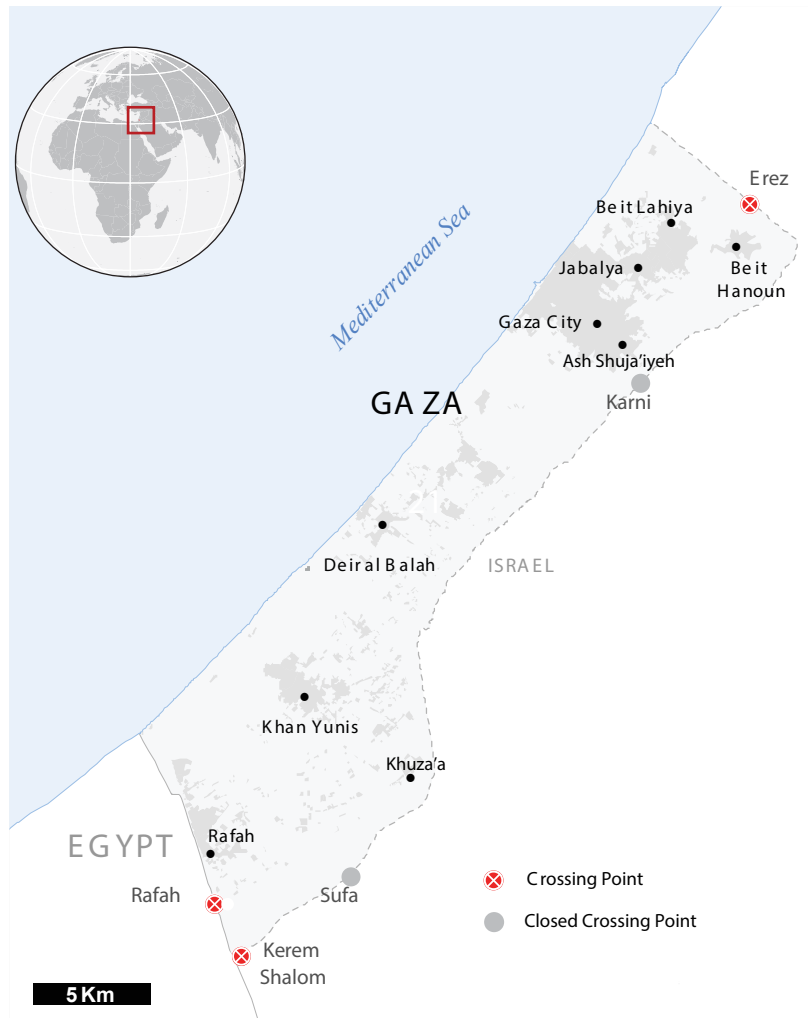 Erez
Beit Lahiya
Mediterranean Sea
Jabalya
Beit
Hanoun
Gaza City
Ash Shuja'iyeh
GAZA
Karni
21
Deir al Balah
ISRAEL
Khan Yunis
Khuza'a
EGYPT
Rafah
Rafah
Sufa
Crossing Point
Closed Crossing Point
Kerem
Shalom
5 Km